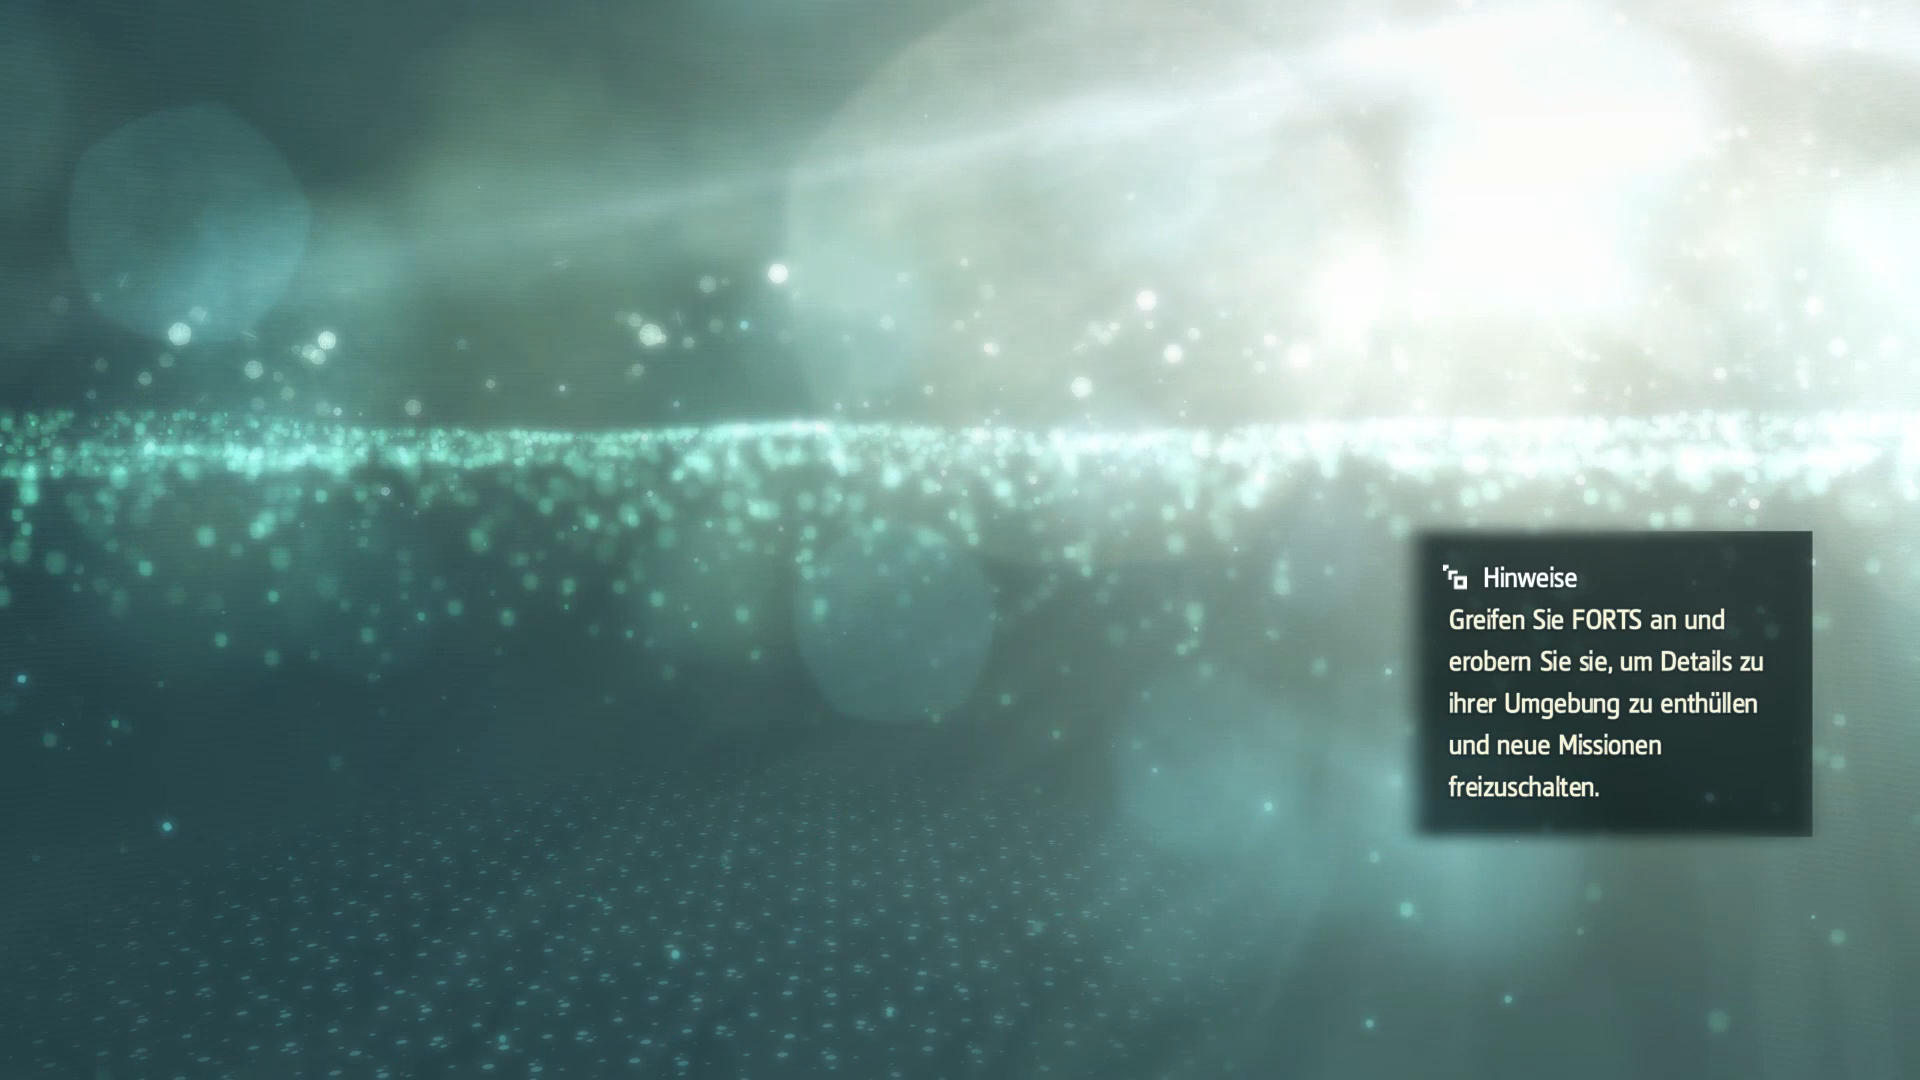 Hinweise
Greifen Sie FORTS an und
erobern Sie sie, um Details zu
ihrer Umgebung zu enthüllen
und neue Missionen
freizuschalten.